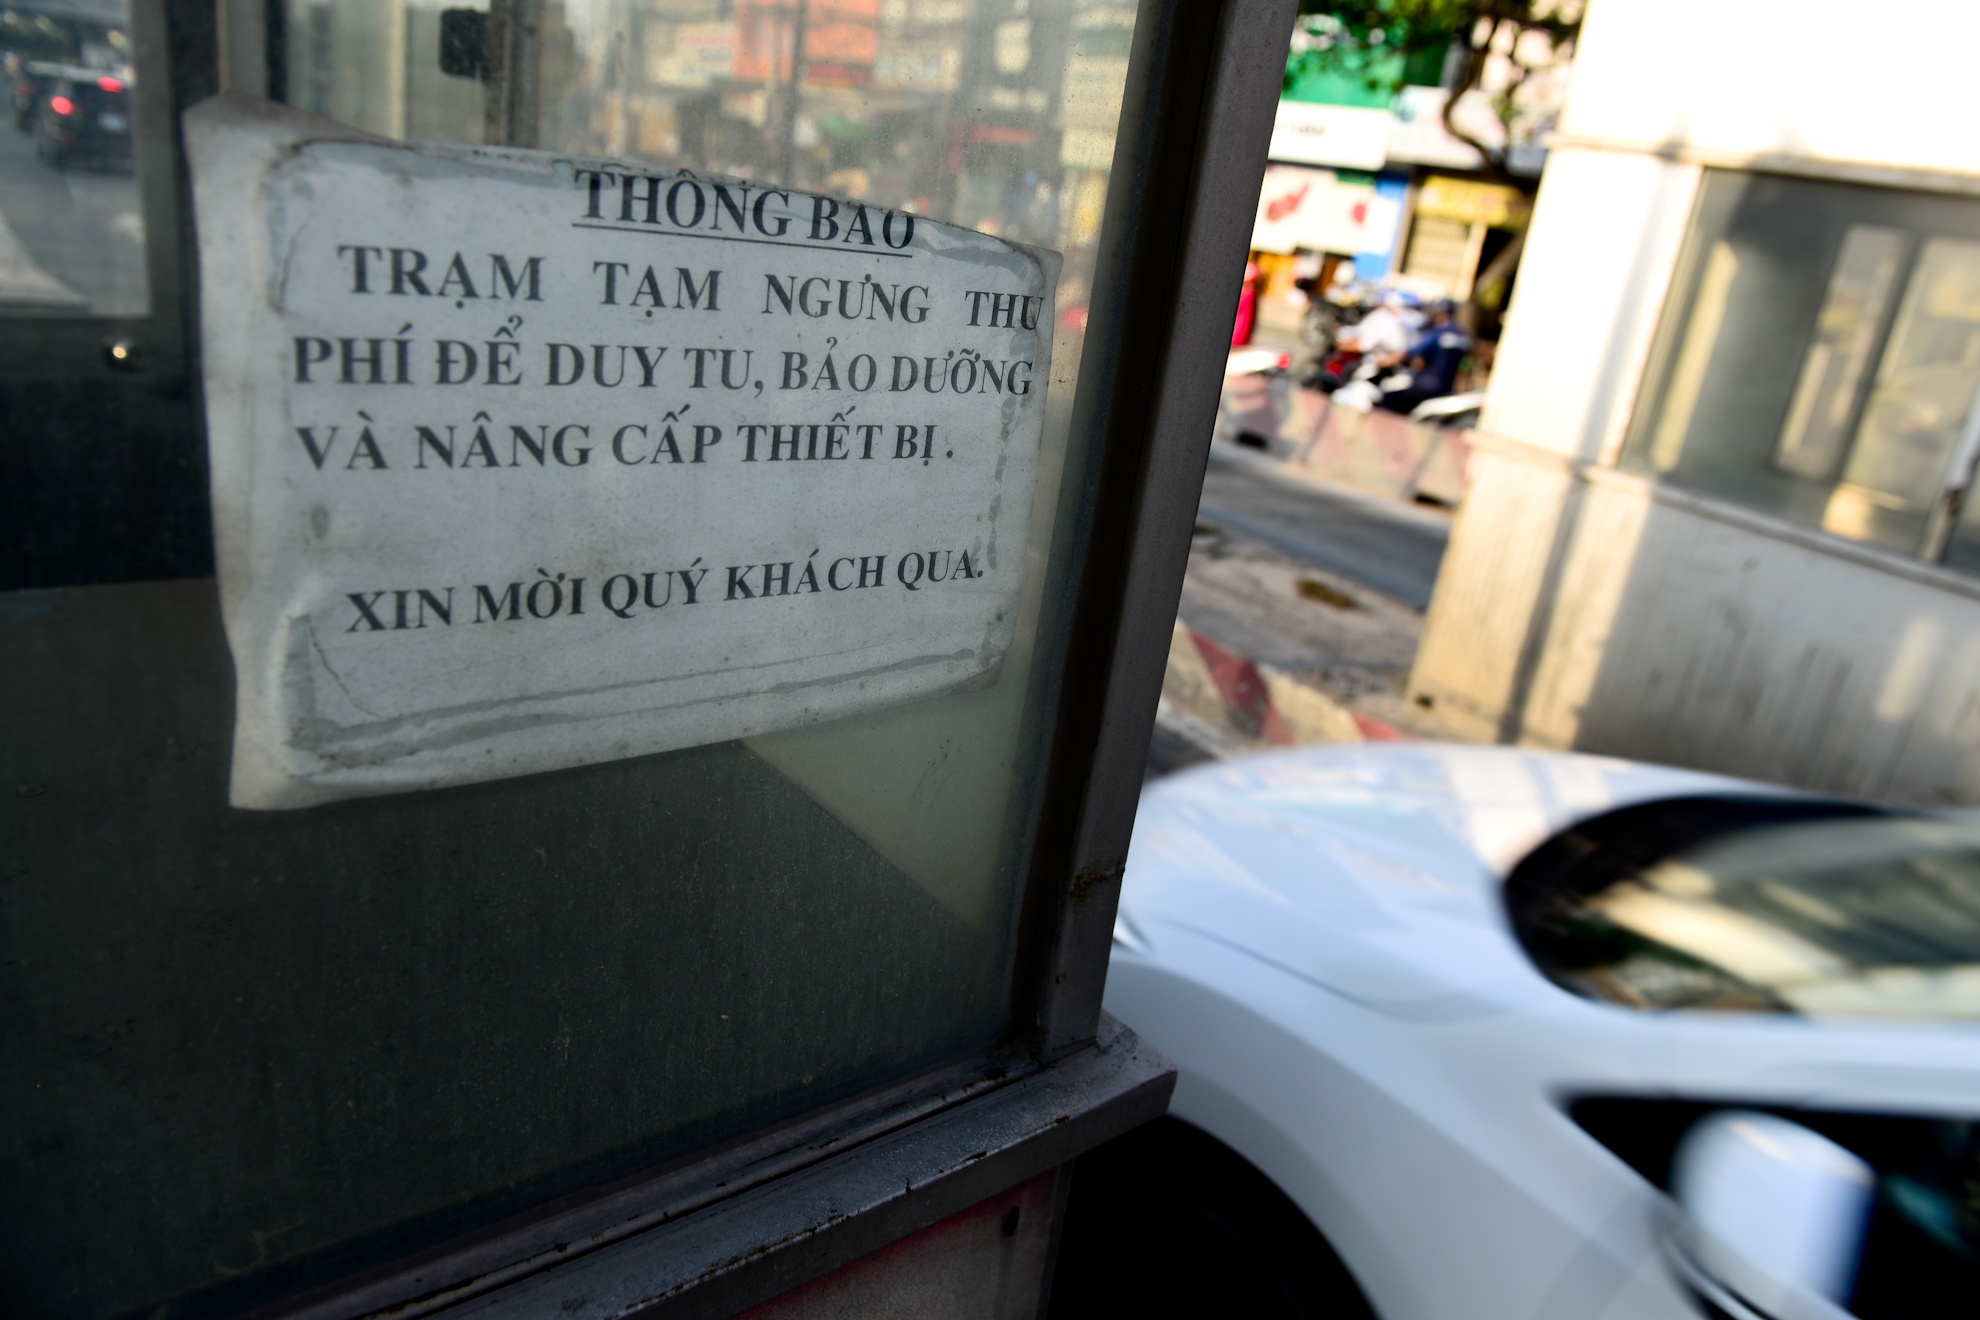 THÔNG BÁO
TRẠM TẠM NGƯNG THU
PHÍ ĐỂ DUY TU, BẢO DƯỠNG
VÀ NÂNG CẤP THIẾT BỊ .
XIN MỜI QUÝ KHÁCH QUA.